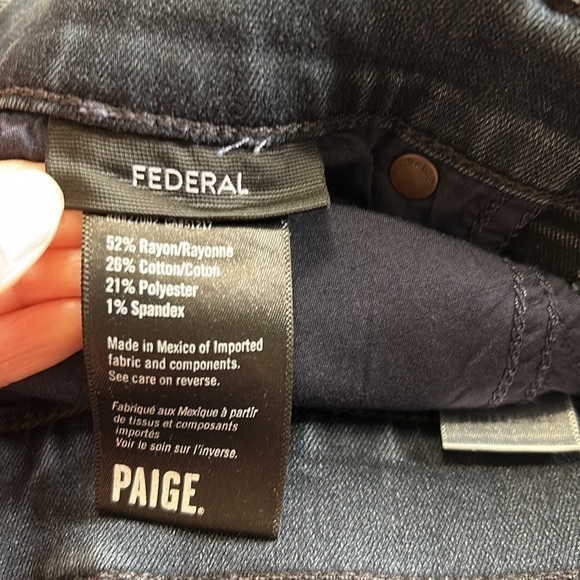 FEDERAL
52% Rayon/Rayonne
26% Cotton/Coton
21% Polyester
1% Spandex
Made in Mexico of Imported
fabric and components.
See care on reverse.
Fabriqué aux Mexique à partir
de tissus et composants
importés
Voir le soin sur l'inverse.
PAIGE.